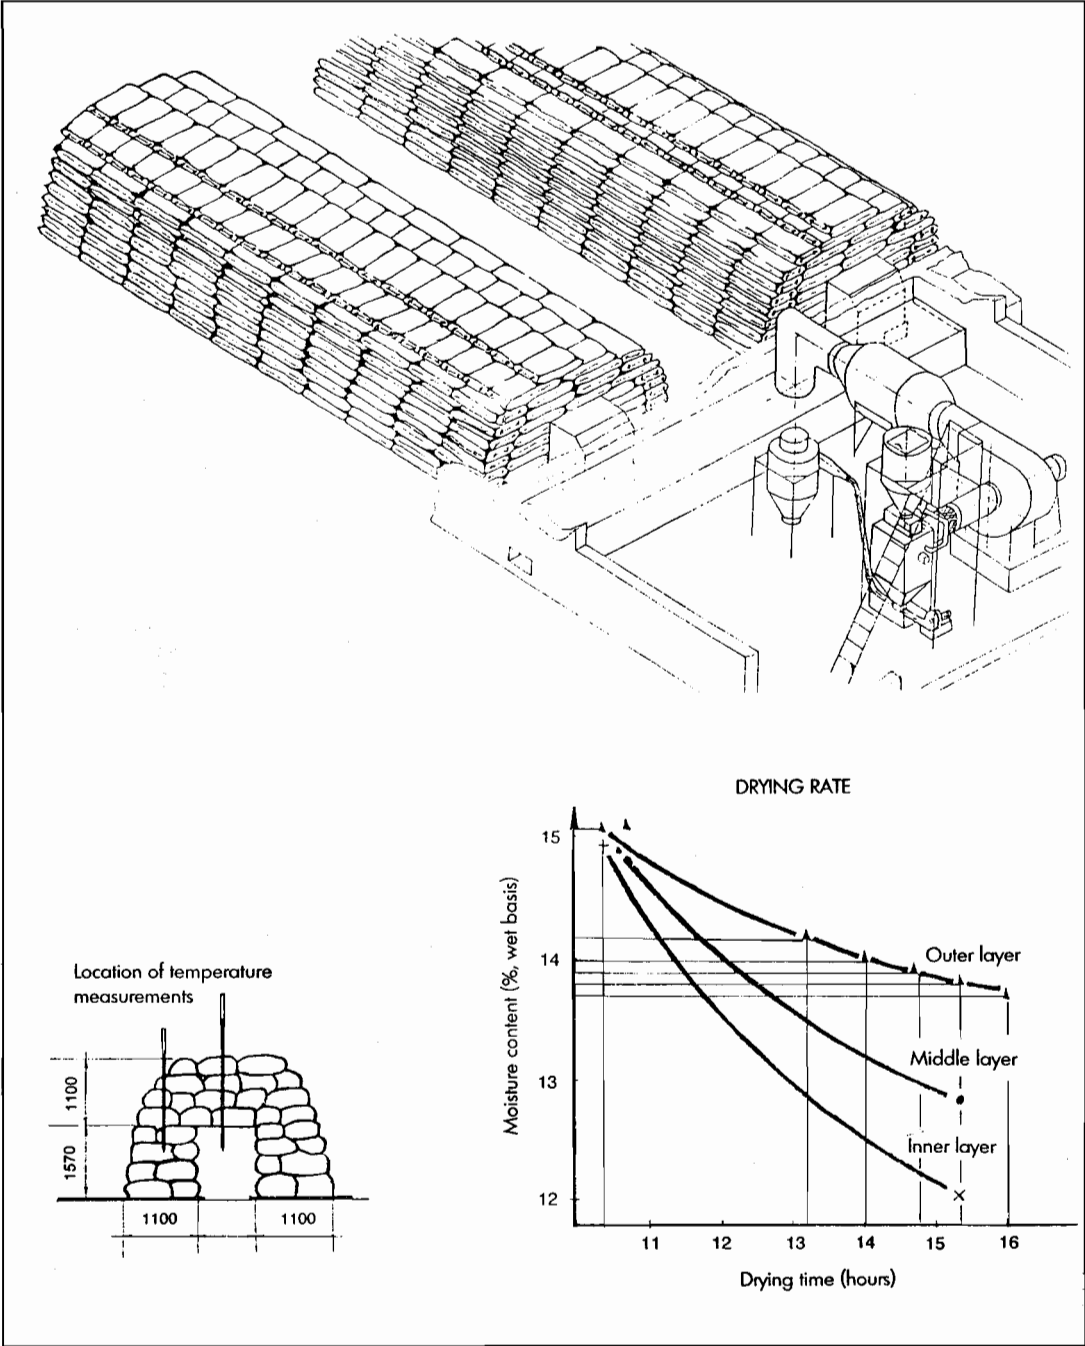 Location of temperature
measurements
1100
1570
1100
1100
DRYING RATE
Moisture content (%, wet basis)
15
14
13
12
Outer layer
Middle layer
Inner layer
11 12 13 14 15 16
Drying time (hours)